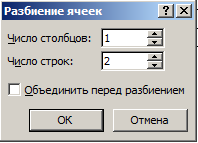 Разбиение ячеек
Число столбцов: 1
Число строк: 2
Объединить перед разбиением
ОК Отмена